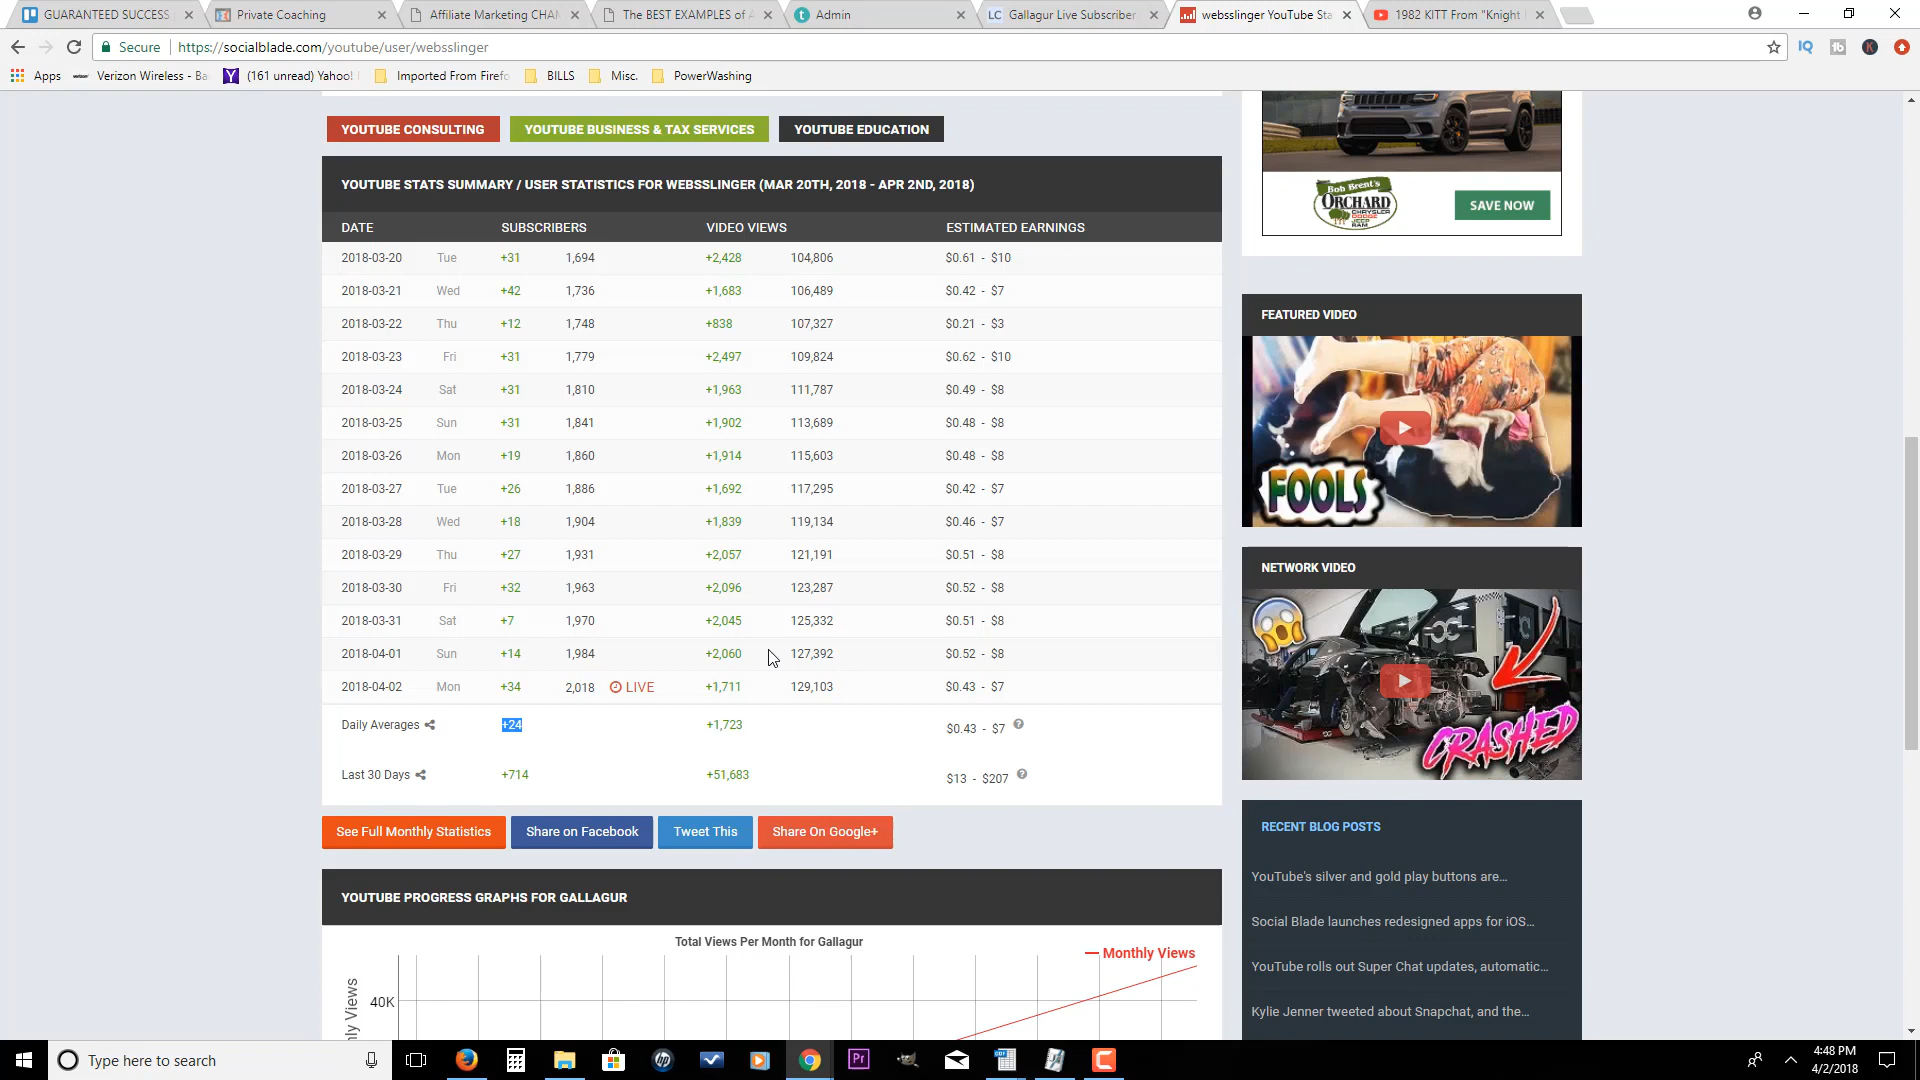 GUARANTEED SUCCESS
Private Coaching
Affiliate Marketing CHAN
The BEST EXAMPLES of A
Admin
LC Gallagur Live Subscriber
websslinger YouTube Sta
1982 KITT From "Knight
Secure https://socialblade.com/youtube/user/websslinger
Apps Verizon Wireless - Ba (161 unread) Yahoo! Imported From Firefo BILLS Misc. PowerWashing
YOUTUBE CONSULTING YOUTUBE BUSINESS & TAX SERVICES YOUTUBE EDUCATION
YOUTUBE STATS SUMMARY / USER STATISTICS FOR WEBSSLINGER (MAR 20TH, 2018 - APR 2ND, 2018)
DATE SUBSCRIBERS VIDEO VIEWS ESTIMATED EARNINGS
2018-03-20 Tue +31 1,694 +2,428 104,806 $0.61 - $10
2018-03-21 Wed +42 1,736 +1,683 106,489 $0.42 - $7
2018-03-22 Thu +12 1,748 +838 107,327 $0.21 - $3
2018-03-23 Fri +31 1,779 +2,497 109,824 $0.62 - $10
2018-03-24 Sat +31 1,810 +1,963 111,787 $0.49 - $8
2018-03-25 Sun +31 1,841 +1,902 113,689 $0.48 - $8
2018-03-26 Mon +19 1,860 +1,914 115,603 $0.48 - $8
2018-03-27 Tue +26 1,886 +1,692 117,295 $0.42 - $7
2018-03-28 Wed +18 1,904 +1,839 119,134 $0.46 - $7
2018-03-29 Thu +27 1,931 +2,057 121,191 $0.51 - $8
2018-03-30 Fri +32 1,963 +2,096 123,287 $0.52 - $8
2018-03-31 Sat +7 1,970 +2,045 125,332 $0.51 - $8
2018-04-01 Sun +14 1,984 +2,060 127,392 $0.52 - $8
2018-04-02 Mon +34 2,018 LIVE +1,711 129,103 $0.43 - $7
Daily Averages +24 +1,723 $0.43 - $7
Last 30 Days +714 +51,683 $13 - $207
See Full Monthly Statistics Share on Facebook Tweet This Share On Google+
YOUTUBE PROGRESS GRAPHS FOR GALLAGUR
Total Views Per Month for Gallagur
Monthly Views
40K
hly Views
Bob Brent's
ORCHARD
CHRYSLER
DODGE
JEEP
RAM
SAVE NOW
FEATURED VIDEO
FOOLS
NETWORK VIDEO
CRASHED
RECENT BLOG POSTS
YouTube's silver and gold play buttons are...
Social Blade launches redesigned apps for iOS...
YouTube rolls out Super Chat updates, automatic...
Kylie Jenner tweeted about Snapchat, and the...
Type here to search
4:48 PM
4/2/2018